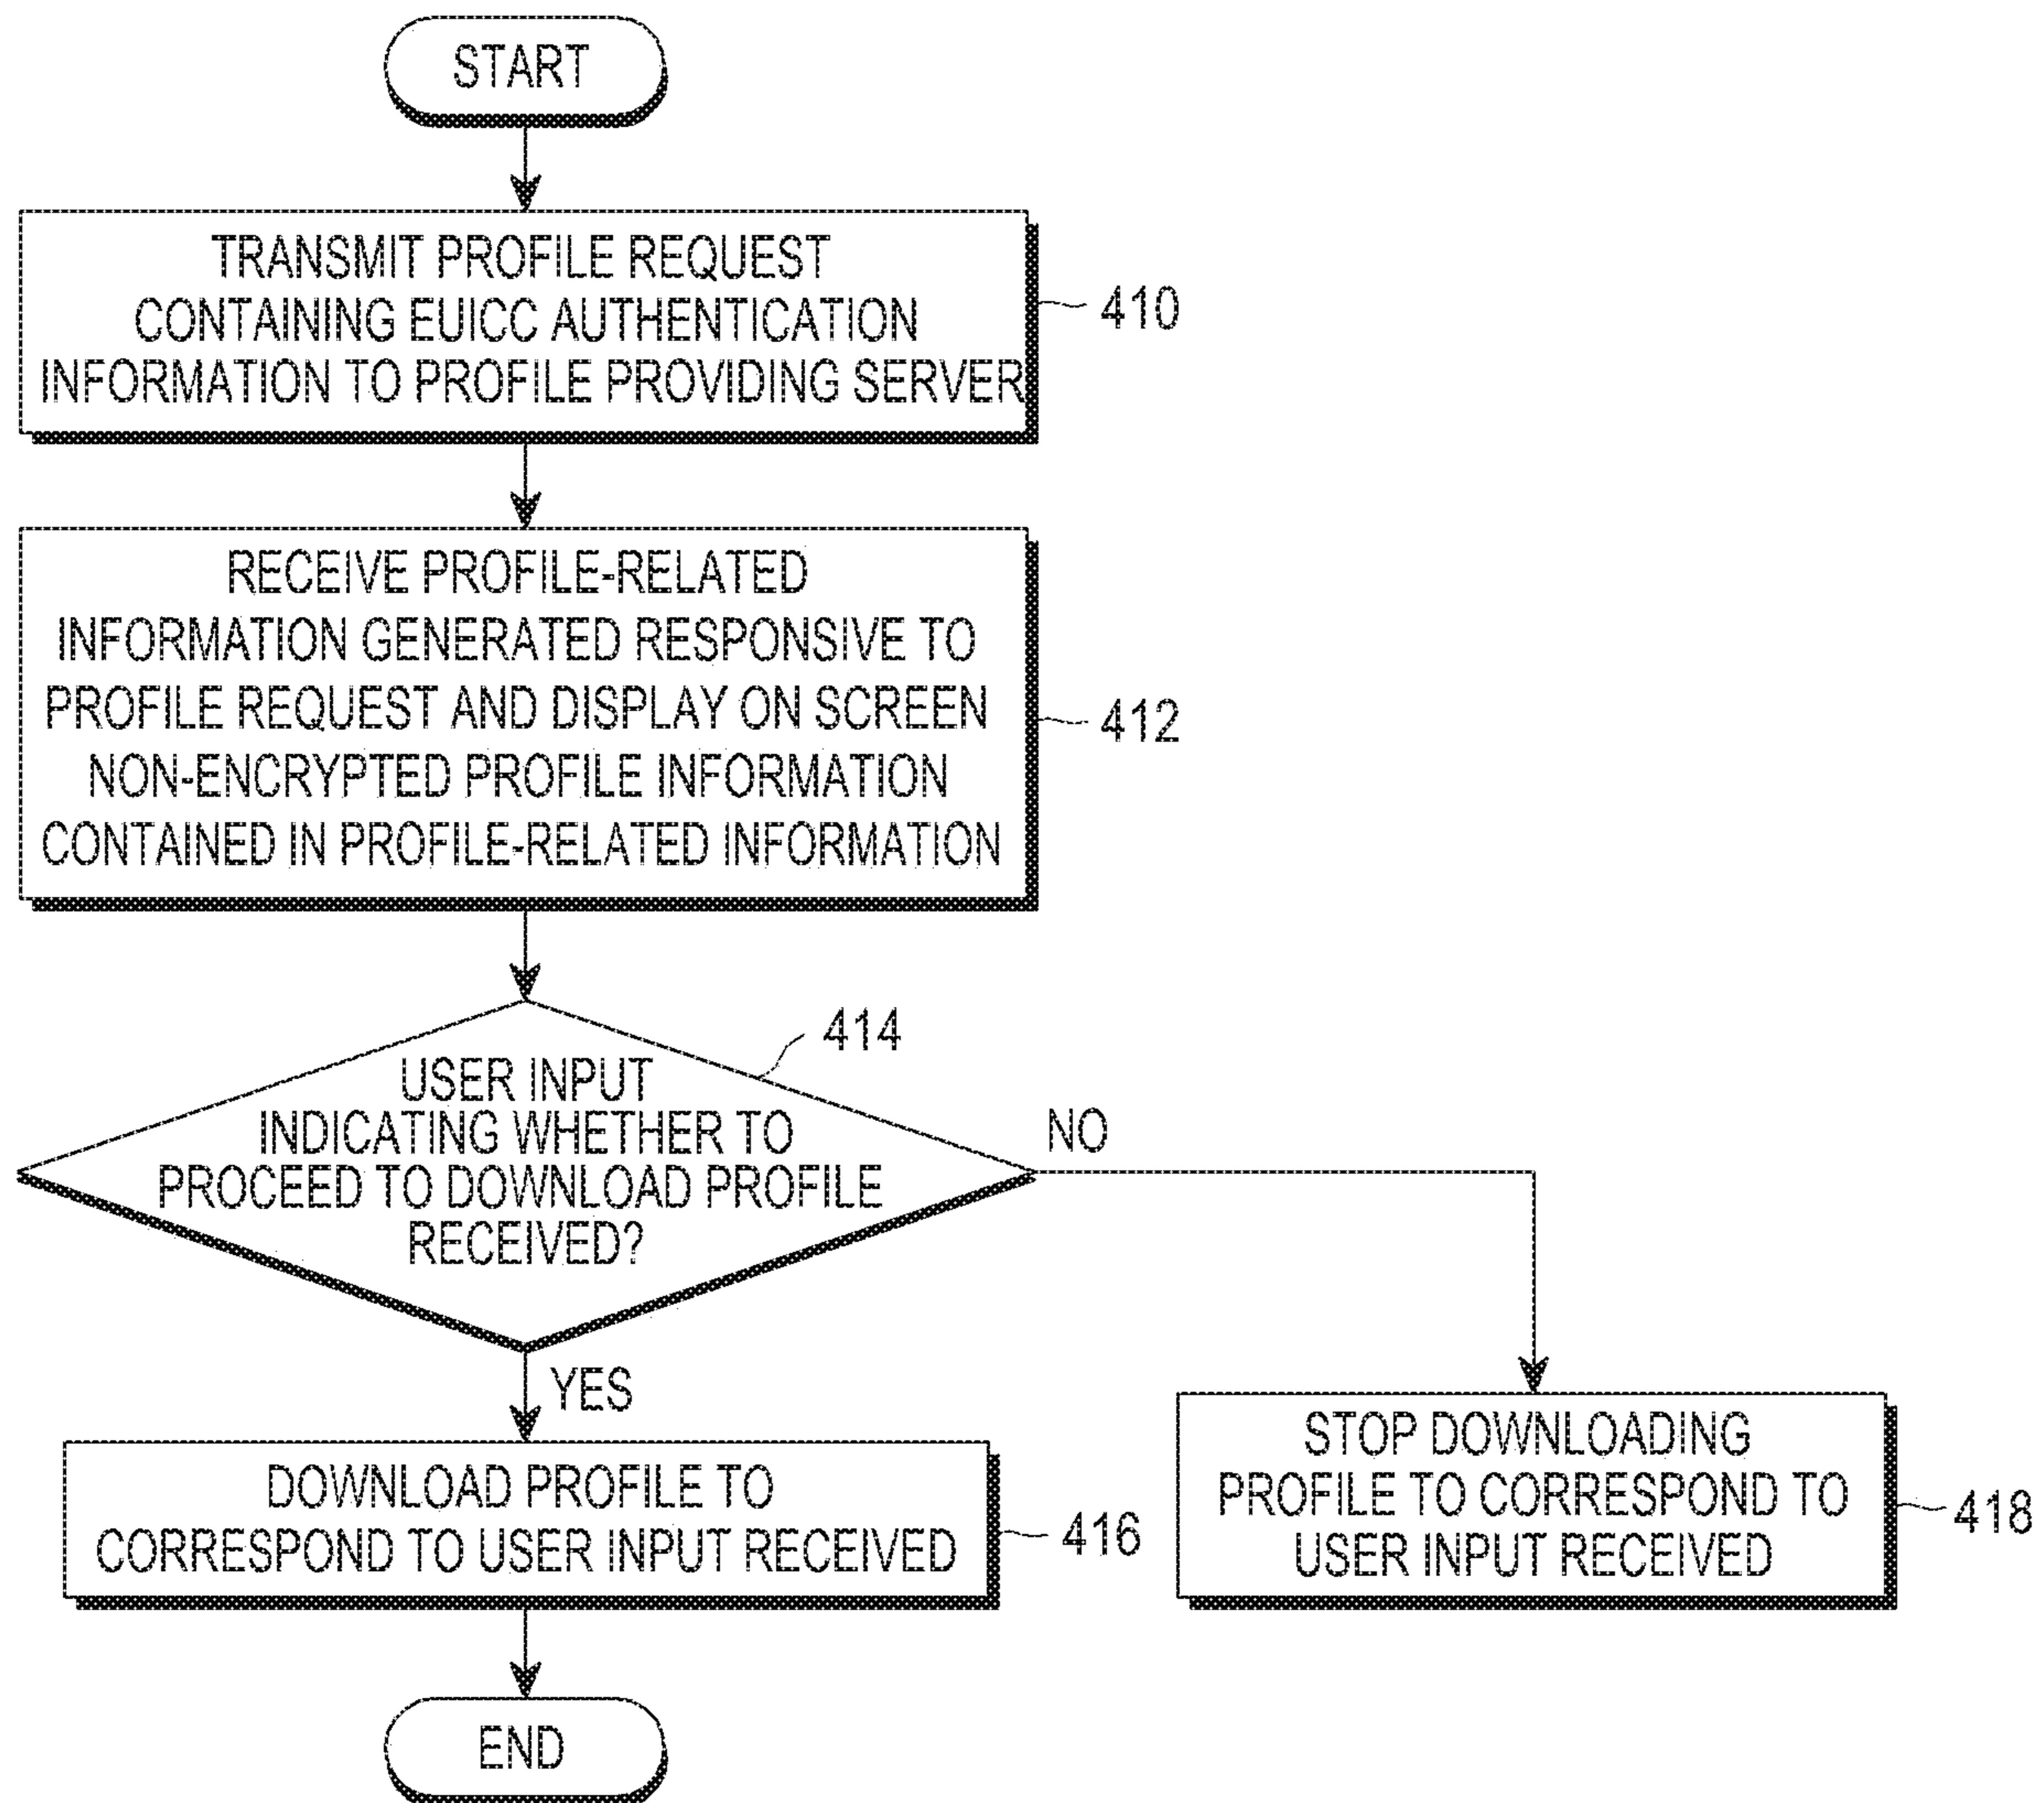 START
TRANSMIT PROFILE REQUEST
CONTAINING EUICC AUTHENTICATION
INFORMATION TO PROFILE PROVIDING SERVER
410
RECEIVE PROFILE-RELATED
INFORMATION GENERATED RESPONSIVE TO
PROFILE REQUEST AND DISPLAY ON SCREEN
NON-ENCRYPTED PROFILE INFORMATION
CONTAINED IN PROFILE-RELATED INFORMATION
412
414
USER INPUT
INDICATING WHETHER TO
PROCEED TO DOWNLOAD PROFILE
RECEIVED?
NO
YES
DOWNLOAD PROFILE TO
CORRESPOND TO USER INPUT RECEIVED
416
STOP DOWNLOADING
PROFILE TO CORRESPOND TO
USER INPUT RECEIVED
418
END